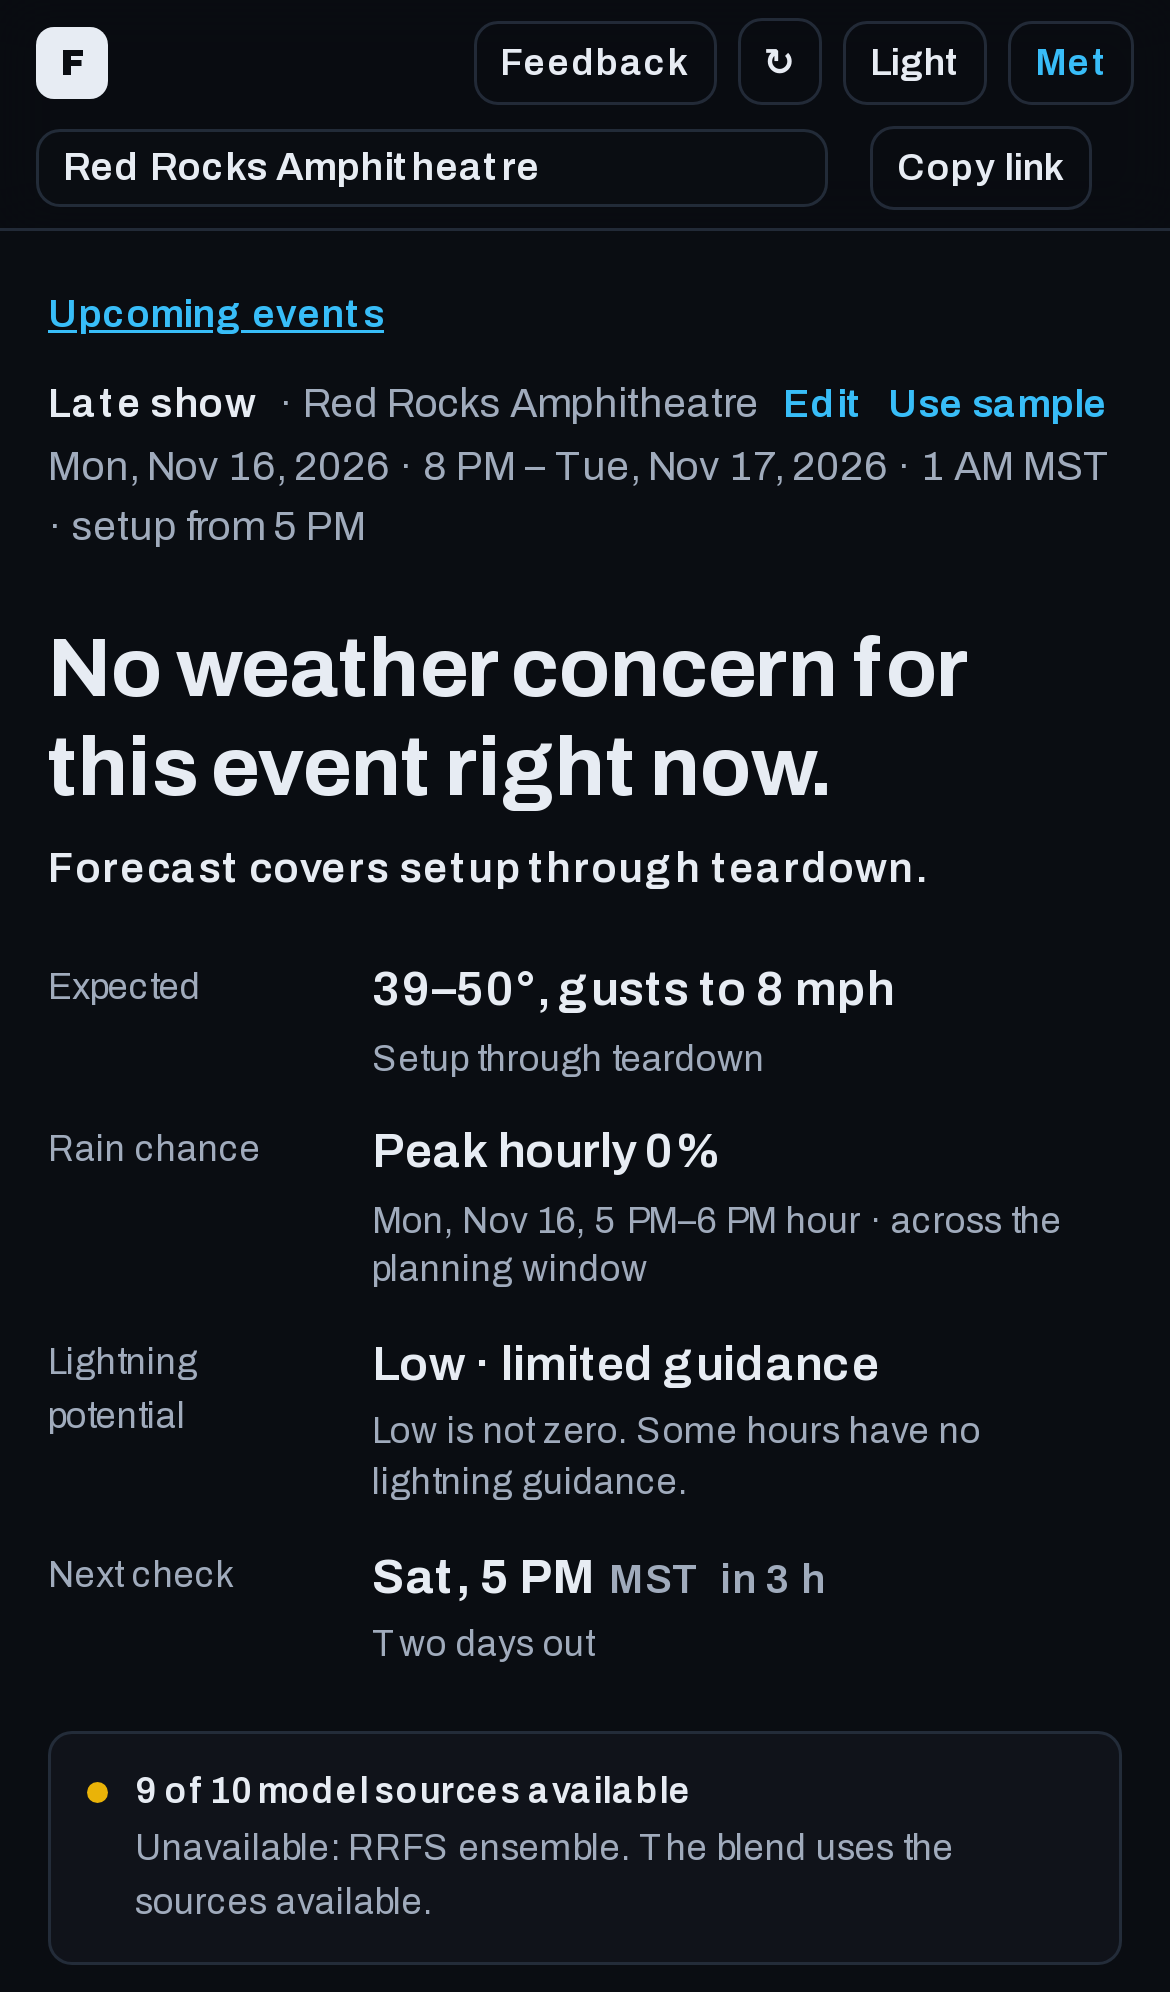 F
Feedback
↻
Light
Met
Red Rocks Amphitheatre
Copy link
Upcoming events
Late show · Red Rocks Amphitheatre Edit Use sample
Mon, Nov 16, 2026 · 8 PM – Tue, Nov 17, 2026 · 1 AM MST
· setup from 5 PM
No weather concern for
this event right now.
Forecast covers setup through teardown.
Expected
39–50°, gusts to 8 mph
Setup through teardown
Rain chance
Peak hourly 0%
Mon, Nov 16, 5 PM–6 PM hour · across the
planning window
Lightning
potential
Low · limited guidance
Low is not zero. Some hours have no
lightning guidance.
Next check
Sat, 5 PM MST in 3 h
Two days out
9 of 10 model sources available
Unavailable: RRFS ensemble. The blend uses the
sources available.